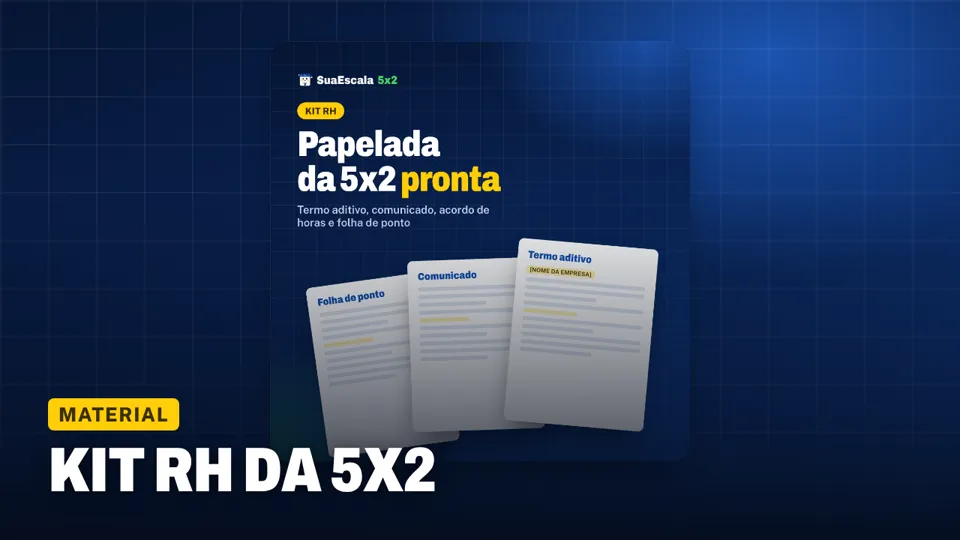 SuaEscala 5x2
KIT RH
Papelada
da 5x2 pronta
Termo aditivo, comunicado, acordo de
horas e folha de ponto
Folha de ponto
Comunicado
Termo aditivo
[NOME DA EMPRESA]
MATERIAL
KIT RH DA 5X2